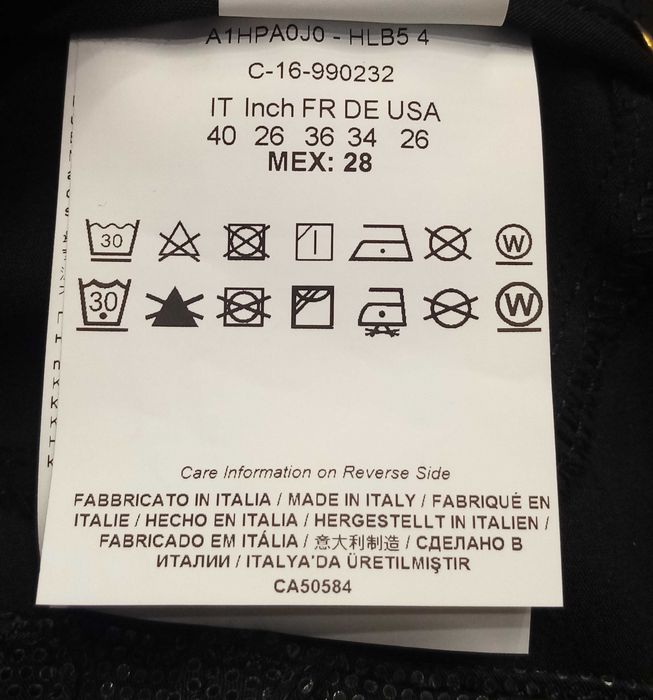 A1HPA0J0 - HLB5 4
C-16-990232
IT Inch FR DE USA
40 26 36 34 26
MEX: 28
30 W
30 W
Care Information on Reverse Side
FABBRICATO IN ITALIA / MADE IN ITALY / FABRIQUÉ EN
ITALIE / HECHO EN ITALIA / HERGESTELLT IN ITALIEN /
FABRICADO EM ITÁLIA / 意大利制造 / СДЕЛАНО В
ИТАЛИИ / ITALYA'DA ÜRETILMIŞTIR
CA50584